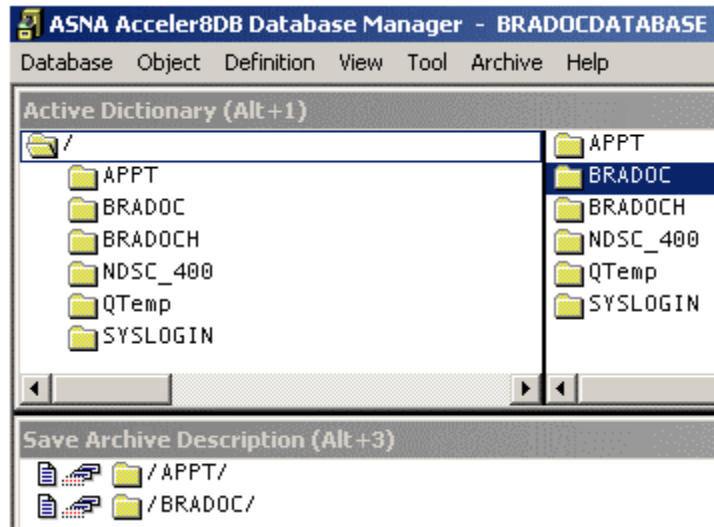 ASNA Acceler8DB Database Manager - BRADOCDATABASE
Database Object Definition View Tool Archive Help
Active Dictionary (Alt+1)
/
APPT
BRADOC
BRADOCH
NDSC_400
QTemp
SYSLOGIN
APPT
BRADOC
BRADOCH
NDSC_400
QTemp
SYSLOGIN
Save Archive Description (Alt+3)
/APPT/
/BRADOC/